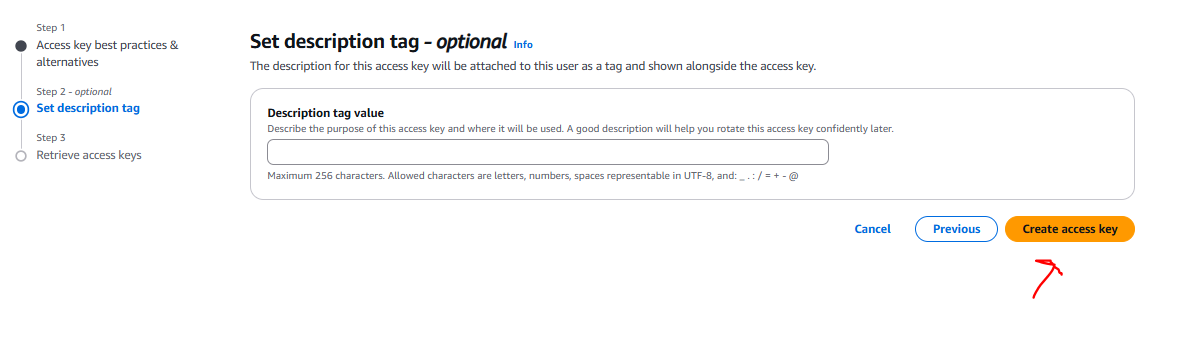 Step 1
Access key best practices &
alternatives
Step 2 - optional
Set description tag
Step 3
Retrieve access keys
Set description tag - optional Info
The description for this access key will be attached to this user as a tag and shown alongside the access key.
Description tag value
Describe the purpose of this access key and where it will be used. A good description will help you rotate this access key confidently later.
Maximum 256 characters. Allowed characters are letters, numbers, spaces representable in UTF-8, and: _ . : / = + - @
Cancel
Previous
Create access key